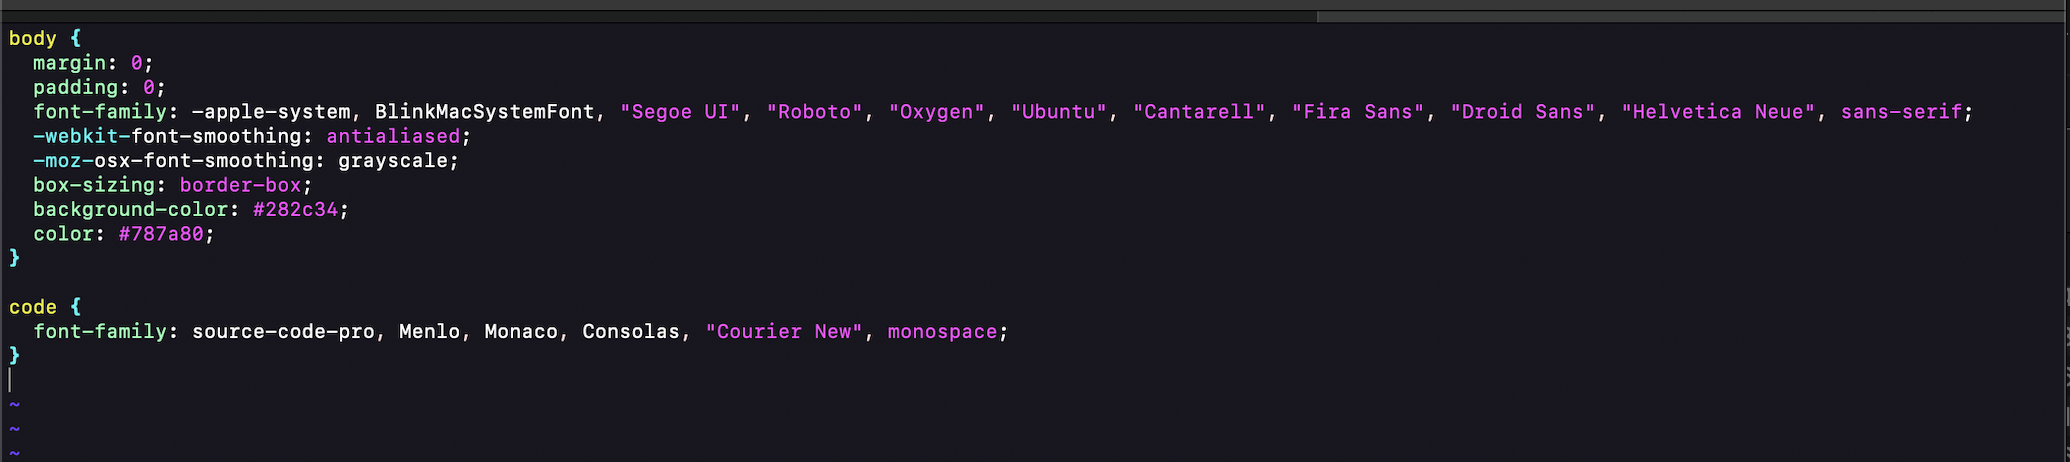 body {
  margin: 0;
  padding: 0;
  font-family: -apple-system, BlinkMacSystemFont, "Segoe UI", "Roboto", "Oxygen", "Ubuntu", "Cantarell", "Fira Sans", "Droid Sans", "Helvetica Neue", sans-serif;
  -webkit-font-smoothing: antialiased;
  -moz-osx-font-smoothing: grayscale;
  box-sizing: border-box;
  background-color: #282c34;
  color: #787a80;
}

code {
  font-family: source-code-pro, Menlo, Monaco, Consolas, "Courier New", monospace;
}
~
~
~